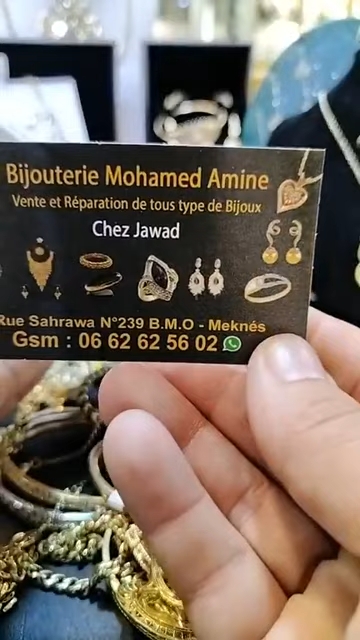 Bijouterie Mohamed Amine
Vente et Réparation de tous type de Bijoux
Chez Jawad
Rue Sahrawa N°239 B.M.O - Meknés
Gsm : 06 62 62 56 02